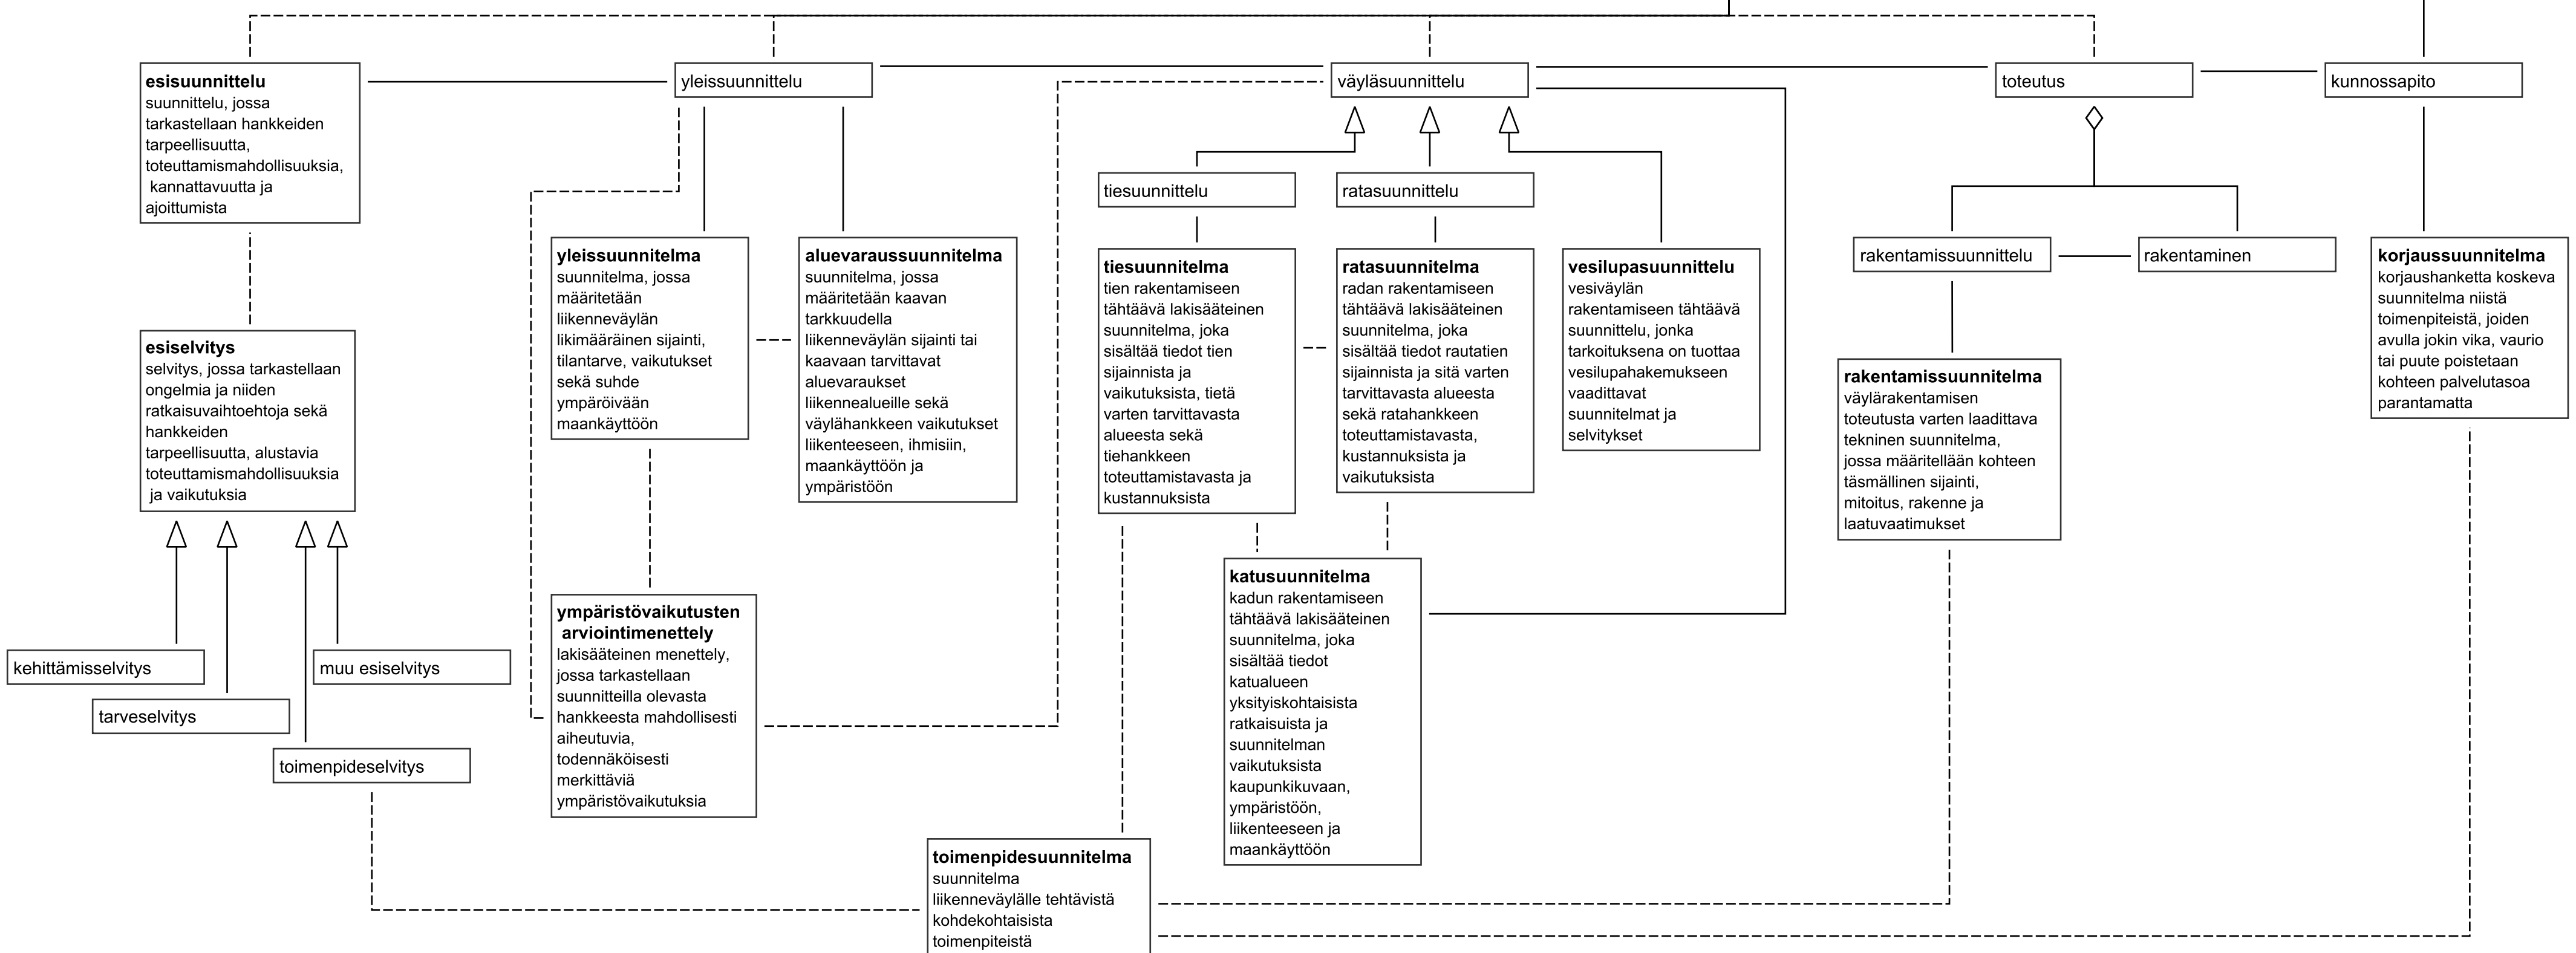 esisuunnittelu
suunnittelu, jossa
tarkastellaan hankkeiden
tarpeellisuutta,
toteuttamismahdollisuuksia,
kannattavuutta ja
ajoittumista
yleissuunnittelu
väyläsuunnittelu
toteutus
kunnossapito
tiesuunnittelu
ratasuunnittelu
yleissuunnitelma
suunnitelma, jossa
määritetään
liikenneväylän
likimääräinen sijainti,
tilantarve, vaikutukset
sekä suhde
ympäröivään
maankäyttöön
aluevaraussuunnitelma
suunnitelma, jossa
määritetään kaavan
tarkkuudella
liikenneväylän sijainti tai
kaavaan tarvittavat
aluevaraukset
liikennealueille sekä
väylähankkeen vaikutukset
liikenteeseen, ihmisiin,
maankäyttöön ja
ympäristöön
tiesuunnitelma
tien rakentamiseen
tähtäävä lakisääteinen
suunnitelma, joka
sisältää tiedot tien
sijainnista ja
vaikutuksista, tietä
varten tarvittavasta
alueesta sekä
tiehankkeen
toteuttamistavasta ja
kustannuksista
ratasuunnitelma
radan rakentamiseen
tähtäävä lakisääteinen
suunnitelma, joka
sisältää tiedot rautatien
sijainnista ja sitä varten
tarvittavasta alueesta
sekä ratahankkeen
toteuttamistavasta,
kustannuksista ja
vaikutuksista
vesilupasuunnittelu
vesiväylän
rakentamiseen tähtäävä
suunnittelu, jonka
tarkoituksena on tuottaa
vesilupahakemukseen
vaadittavat
suunnitelmat ja
selvitykset
rakentamissuunnittelu
rakentaminen
korjaussuunnitelma
korjaushanketta koskeva
suunnitelma niistä
toimenpiteistä, joiden
avulla jokin vika, vaurio
tai puute poistetaan
kohteen palvelutasoa
parantamatta
esiselvitys
selvitys, jossa tarkastellaan
ongelmia ja niiden
ratkaisuvaihtoehtoja sekä
hankkeiden
tarpeellisuutta, alustavia
toteuttamismahdollisuuksia
ja vaikutuksia
rakentamissuunnitelma
väylärakentamisen
toteutusta varten laadittava
tekninen suunnitelma,
jossa määritellään kohteen
täsmällinen sijainti,
mitoitus, rakenne ja
laatuvaatimukset
kehittämisselvitys
muu esiselvitys
tarveselvitys
toimenpideselvitys
ympäristövaikutusten
arviointimenettely
lakisääteinen menettely,
jossa tarkastellaan
suunnitteilla olevasta
hankkeesta mahdollisesti
aiheutuvia,
todennäköisesti
merkittäviä
ympäristövaikutuksia
katusuunnitelma
kadun rakentamiseen
tähtäävä lakisääteinen
suunnitelma, joka
sisältää tiedot
katualueen
yksityiskohtaisista
ratkaisuista ja
suunnitelman
vaikutuksista
kaupunkikuvaan,
ympäristöön,
liikenteeseen ja
maankäyttöön
toimenpidesuunnitelma
suunnitelma
liikenneväylälle tehtävistä
kohdekohtaisista
toimenpiteistä